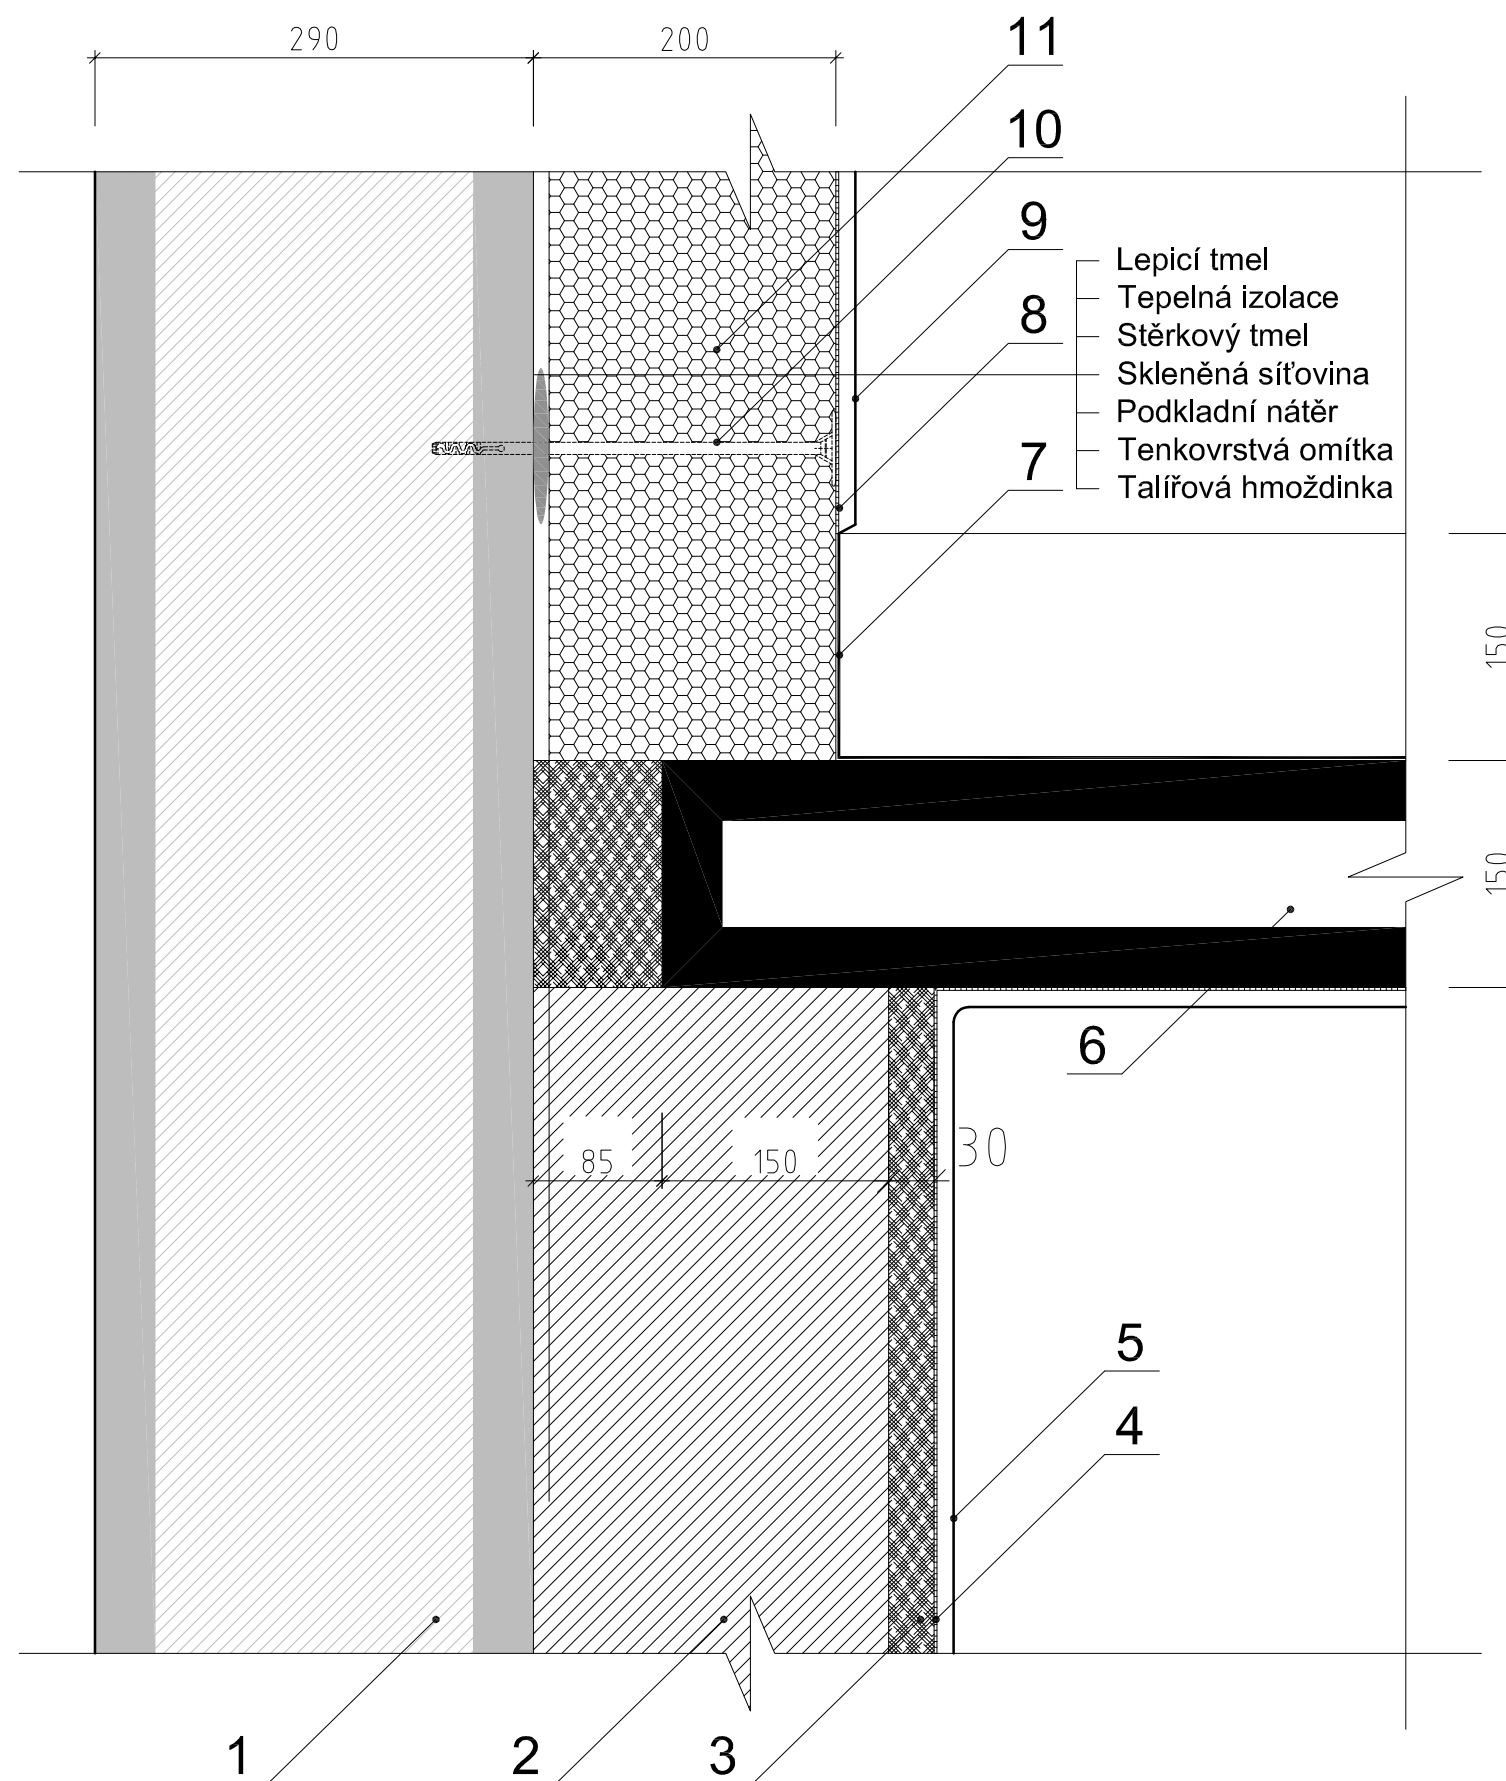 290
200
11
10
9
8
7
Lepicí tmel
Tepelná izolace
Stěrkový tmel
Skleněná síťovina
Podkladní nátěr
Tenkovrstvá omítka
Talířová hmoždinka
150
150
6
85
150
30
5
4
1
2
3